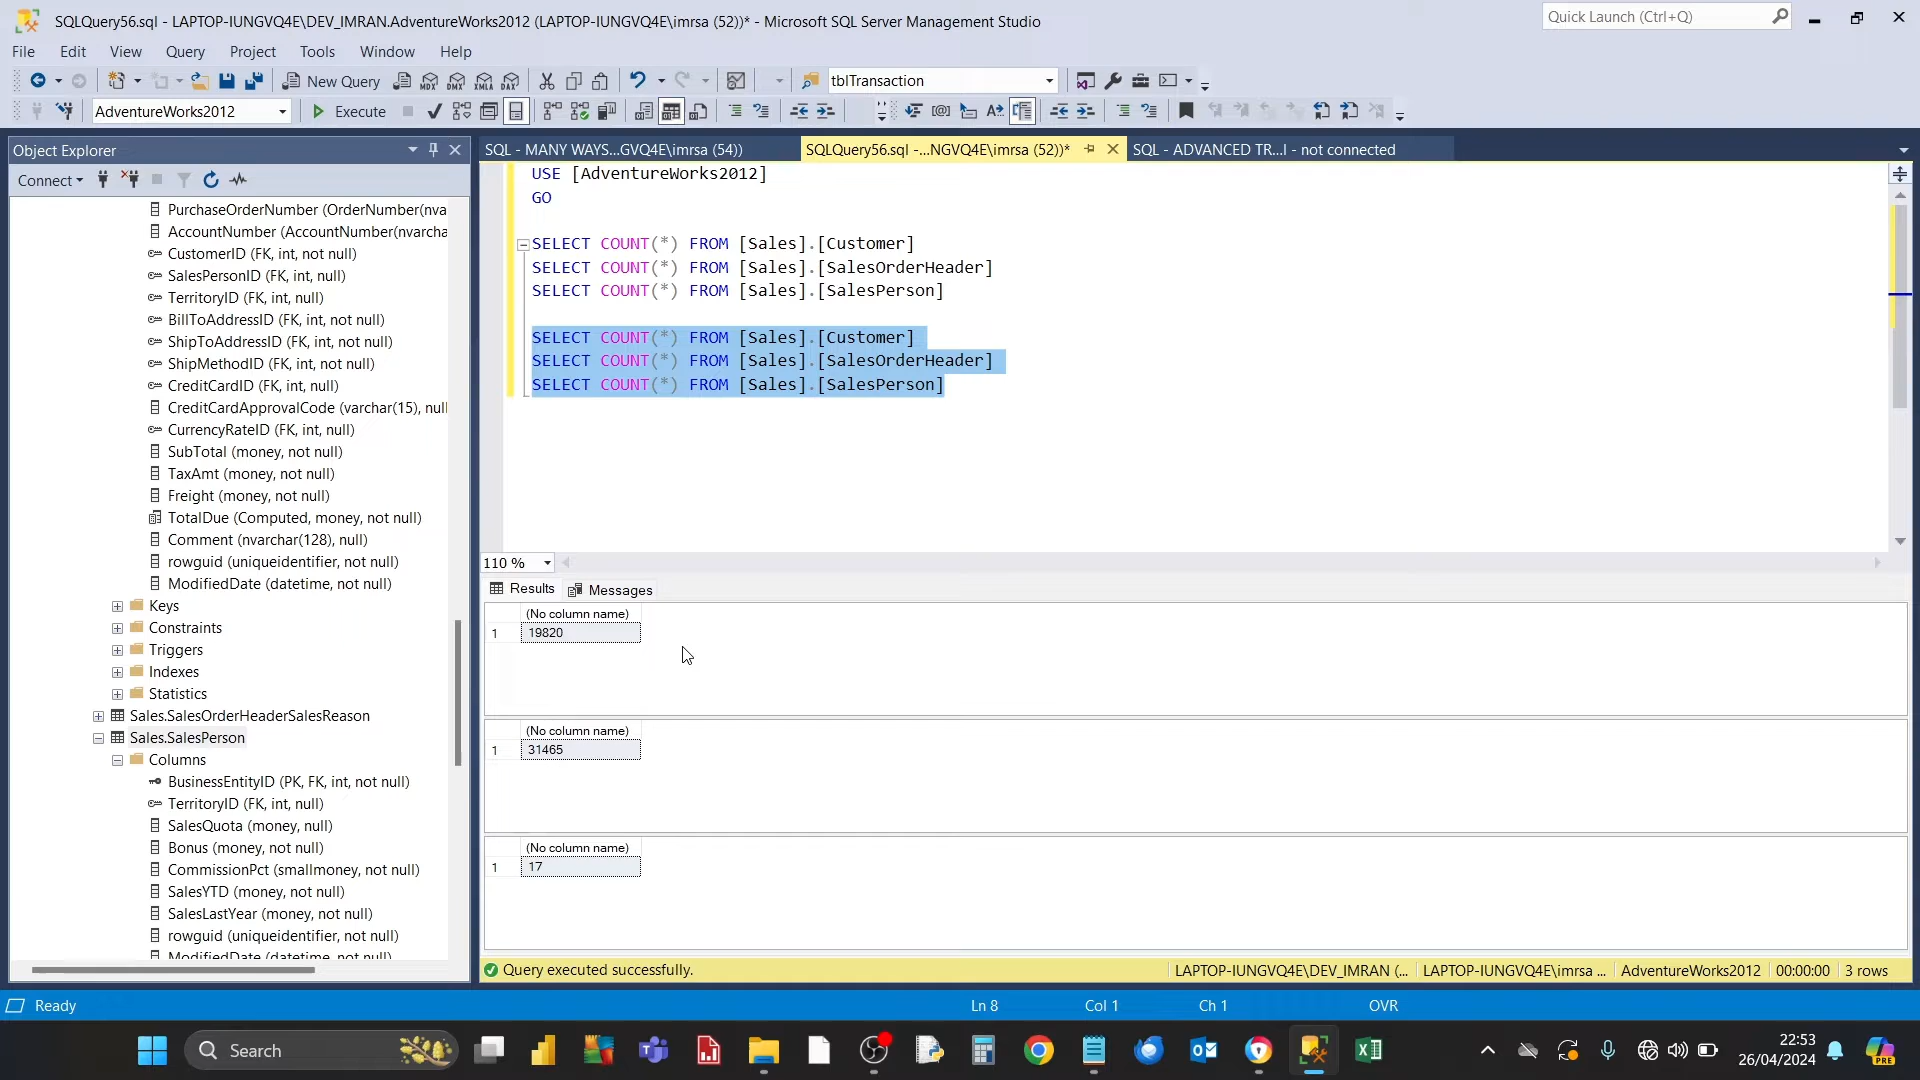 SQLQuery56.sql - LAPTOP-IUNGVQ4E\DEV_IMRAN.AdventureWorks2012 (LAPTOP-IUNGVQ4E\imrsa (52))* - Microsoft SQL Server Management Studio
Quick Launch (Ctrl+Q)
File Edit View Query Project Tools Window Help
New Query
MDX DMX XMLA DAX
tblTransaction
AdventureWorks2012
Execute
Object Explorer
SQL - MANY WAYS...GVQ4E\imrsa (54))
SQLQuery56.sql -...NGVQ4E\imrsa (52))*
SQL - ADVANCED TR...l - not connected
Connect
PurchaseOrderNumber (OrderNumber(nva
AccountNumber (AccountNumber(nvarcha
CustomerID (FK, int, not null)
SalesPersonID (FK, int, null)
TerritoryID (FK, int, null)
BillToAddressID (FK, int, not null)
ShipToAddressID (FK, int, not null)
ShipMethodID (FK, int, not null)
CreditCardID (FK, int, null)
CreditCardApprovalCode (varchar(15), null
CurrencyRateID (FK, int, null)
SubTotal (money, not null)
TaxAmt (money, not null)
Freight (money, not null)
TotalDue (Computed, money, not null)
Comment (nvarchar(128), null)
rowguid (uniqueidentifier, not null)
ModifiedDate (datetime, not null)
Keys
Constraints
Triggers
Indexes
Statistics
Sales.SalesOrderHeaderSalesReason
Sales.SalesPerson
Columns
BusinessEntityID (PK, FK, int, not null)
TerritoryID (FK, int, null)
SalesQuota (money, null)
Bonus (money, not null)
CommissionPct (smallmoney, not null)
SalesYTD (money, not null)
SalesLastYear (money, not null)
rowguid (uniqueidentifier, not null)
ModifiedDate (datetime, not null)
USE [AdventureWorks2012]
GO
SELECT COUNT(*) FROM [Sales].[Customer]
SELECT COUNT(*) FROM [Sales].[SalesOrderHeader]
SELECT COUNT(*) FROM [Sales].[SalesPerson]
SELECT COUNT(*) FROM [Sales].[Customer]
SELECT COUNT(*) FROM [Sales].[SalesOrderHeader]
SELECT COUNT(*) FROM [Sales].[SalesPerson]
110 %
Results Messages
(No column name)
1 19820
(No column name)
1 31465
(No column name)
1 17
Query executed successfully.
LAPTOP-IUNGVQ4E\DEV_IMRAN (... LAPTOP-IUNGVQ4E\imrsa ... AdventureWorks2012 00:00:00 3 rows
Ready
Ln 8
Col 1
Ch 1
OVR
Search
22:53
26/04/2024
PRE